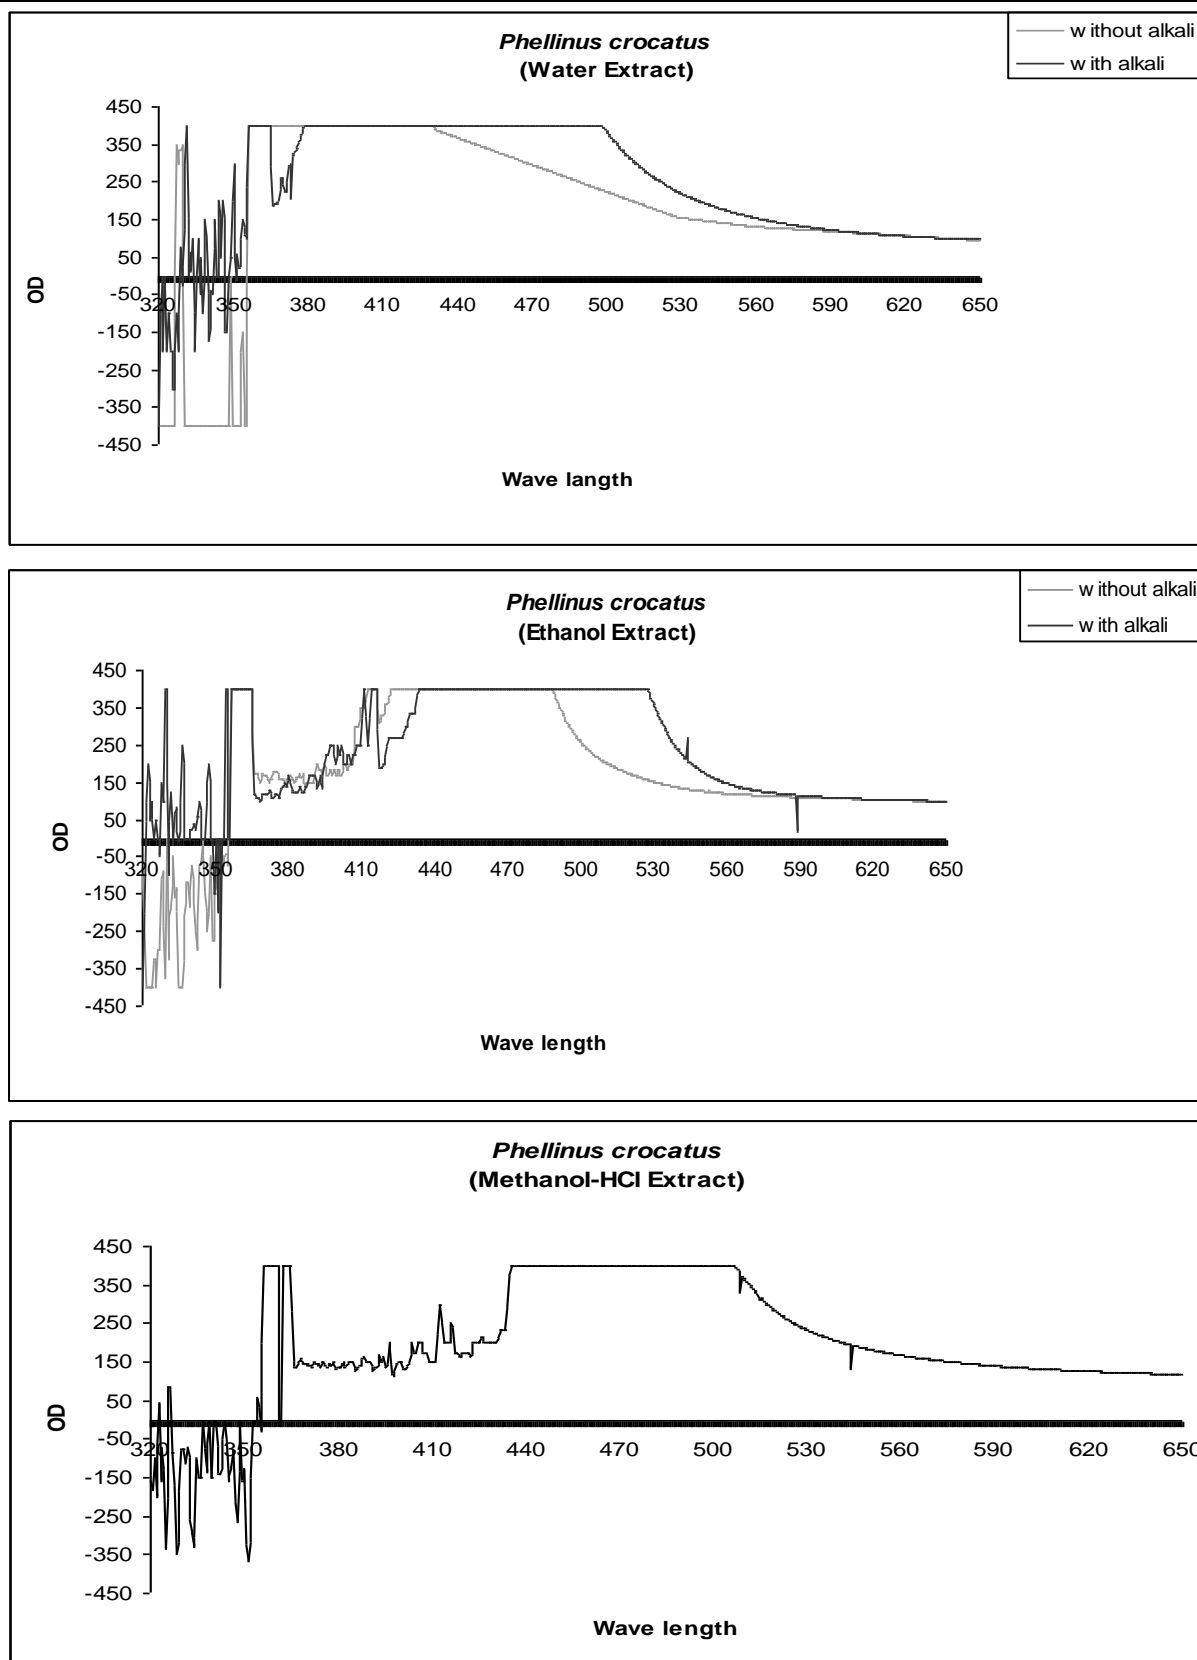 Phellinus crocatus
(Water Extract)
without alkali
with alkali
450
350
250
150
50
-50
-150
-250
-350
-450
OD
320 350 380 410 440 470 500 530 560 590 620 650
Wave langth
Phellinus crocatus
(Ethanol Extract)
without alkali
with alkali
450
350
250
150
50
-50
-150
-250
-350
-450
OD
320 350 380 410 440 470 500 530 560 590 620 650
Wave length
Phellinus crocatus
(Methanol-HCl Extract)
450
350
250
150
50
-50
-150
-250
-350
-450
OD
320 350 380 410 440 470 500 530 560 590 620 650
Wave length